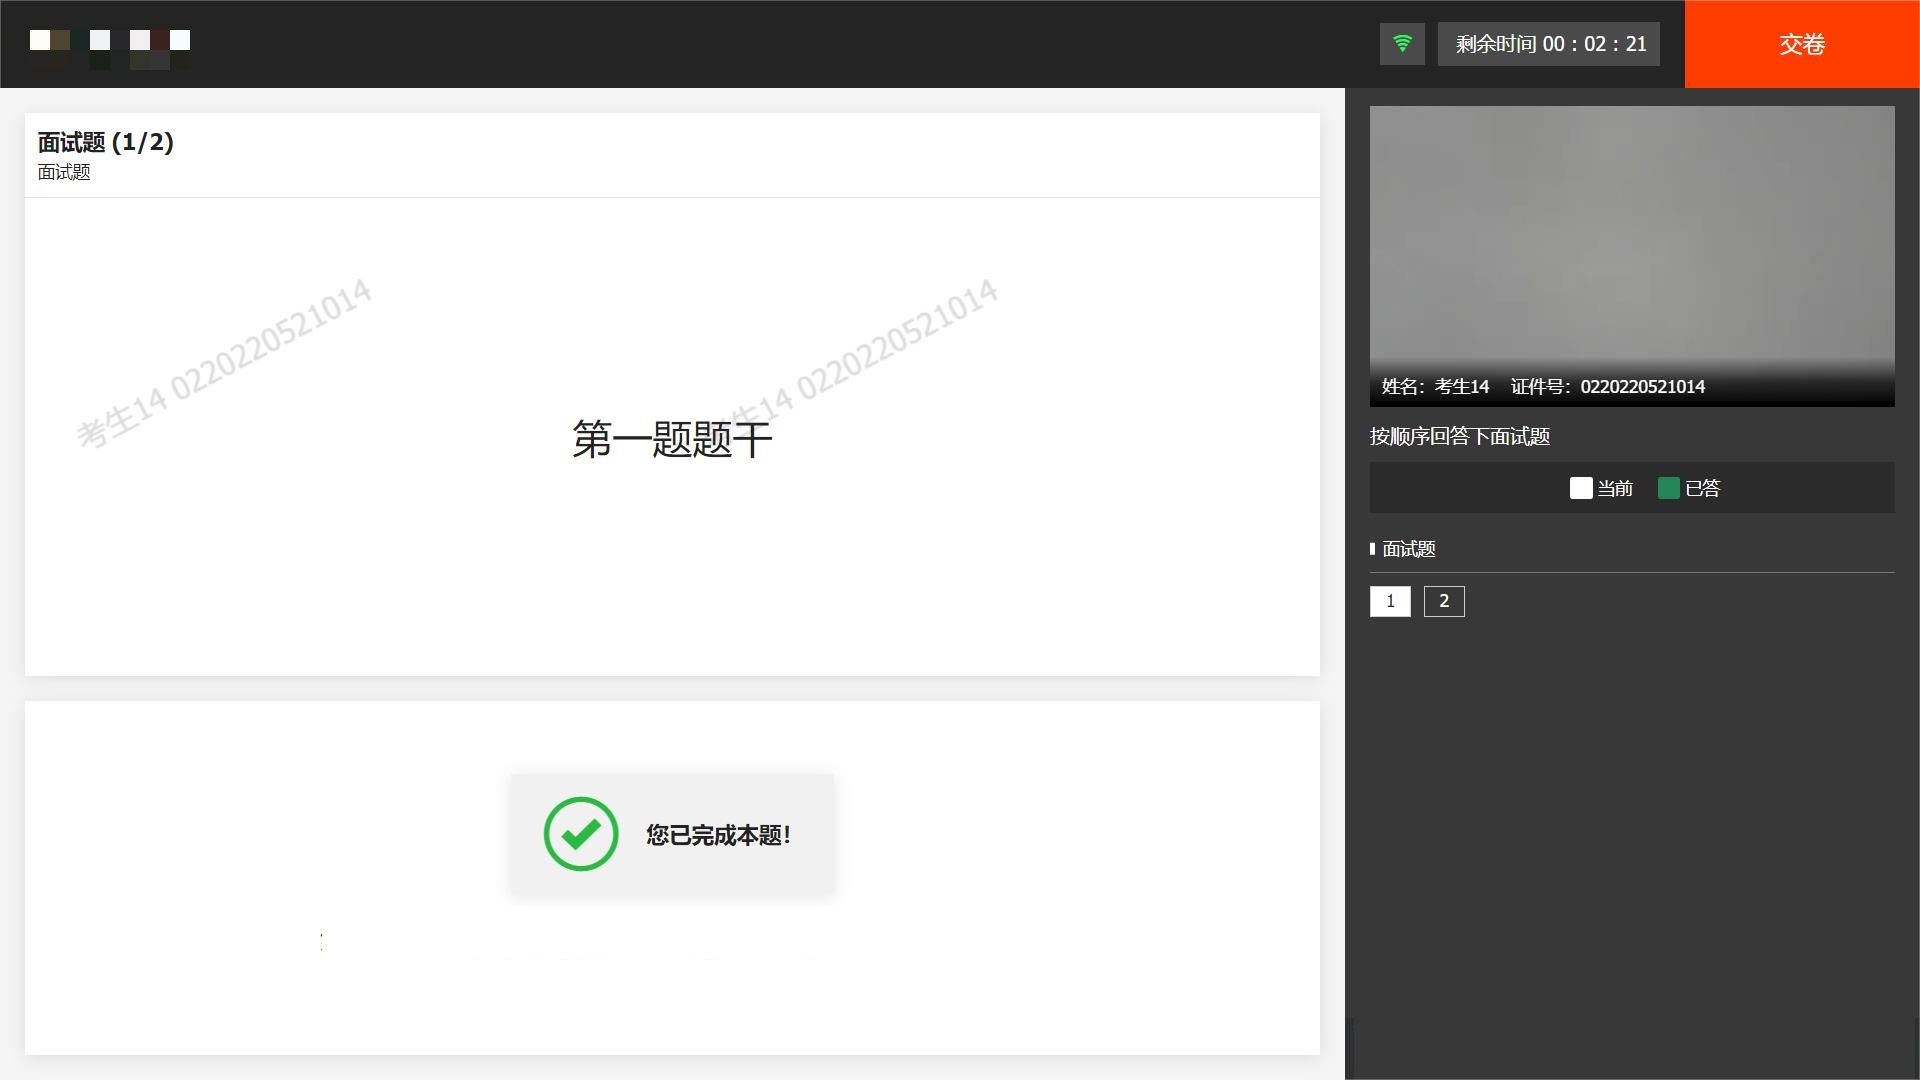 剩余时间 00 : 02 : 21
交卷
面试题 (1/2)
面试题
考生14 0220220521014
考生14 0220220521014
第一题题干
您已完成本题!
姓名: 考生14 证件号: 0220220521014
按顺序回答下面试题
当前 已答
面试题
1 2